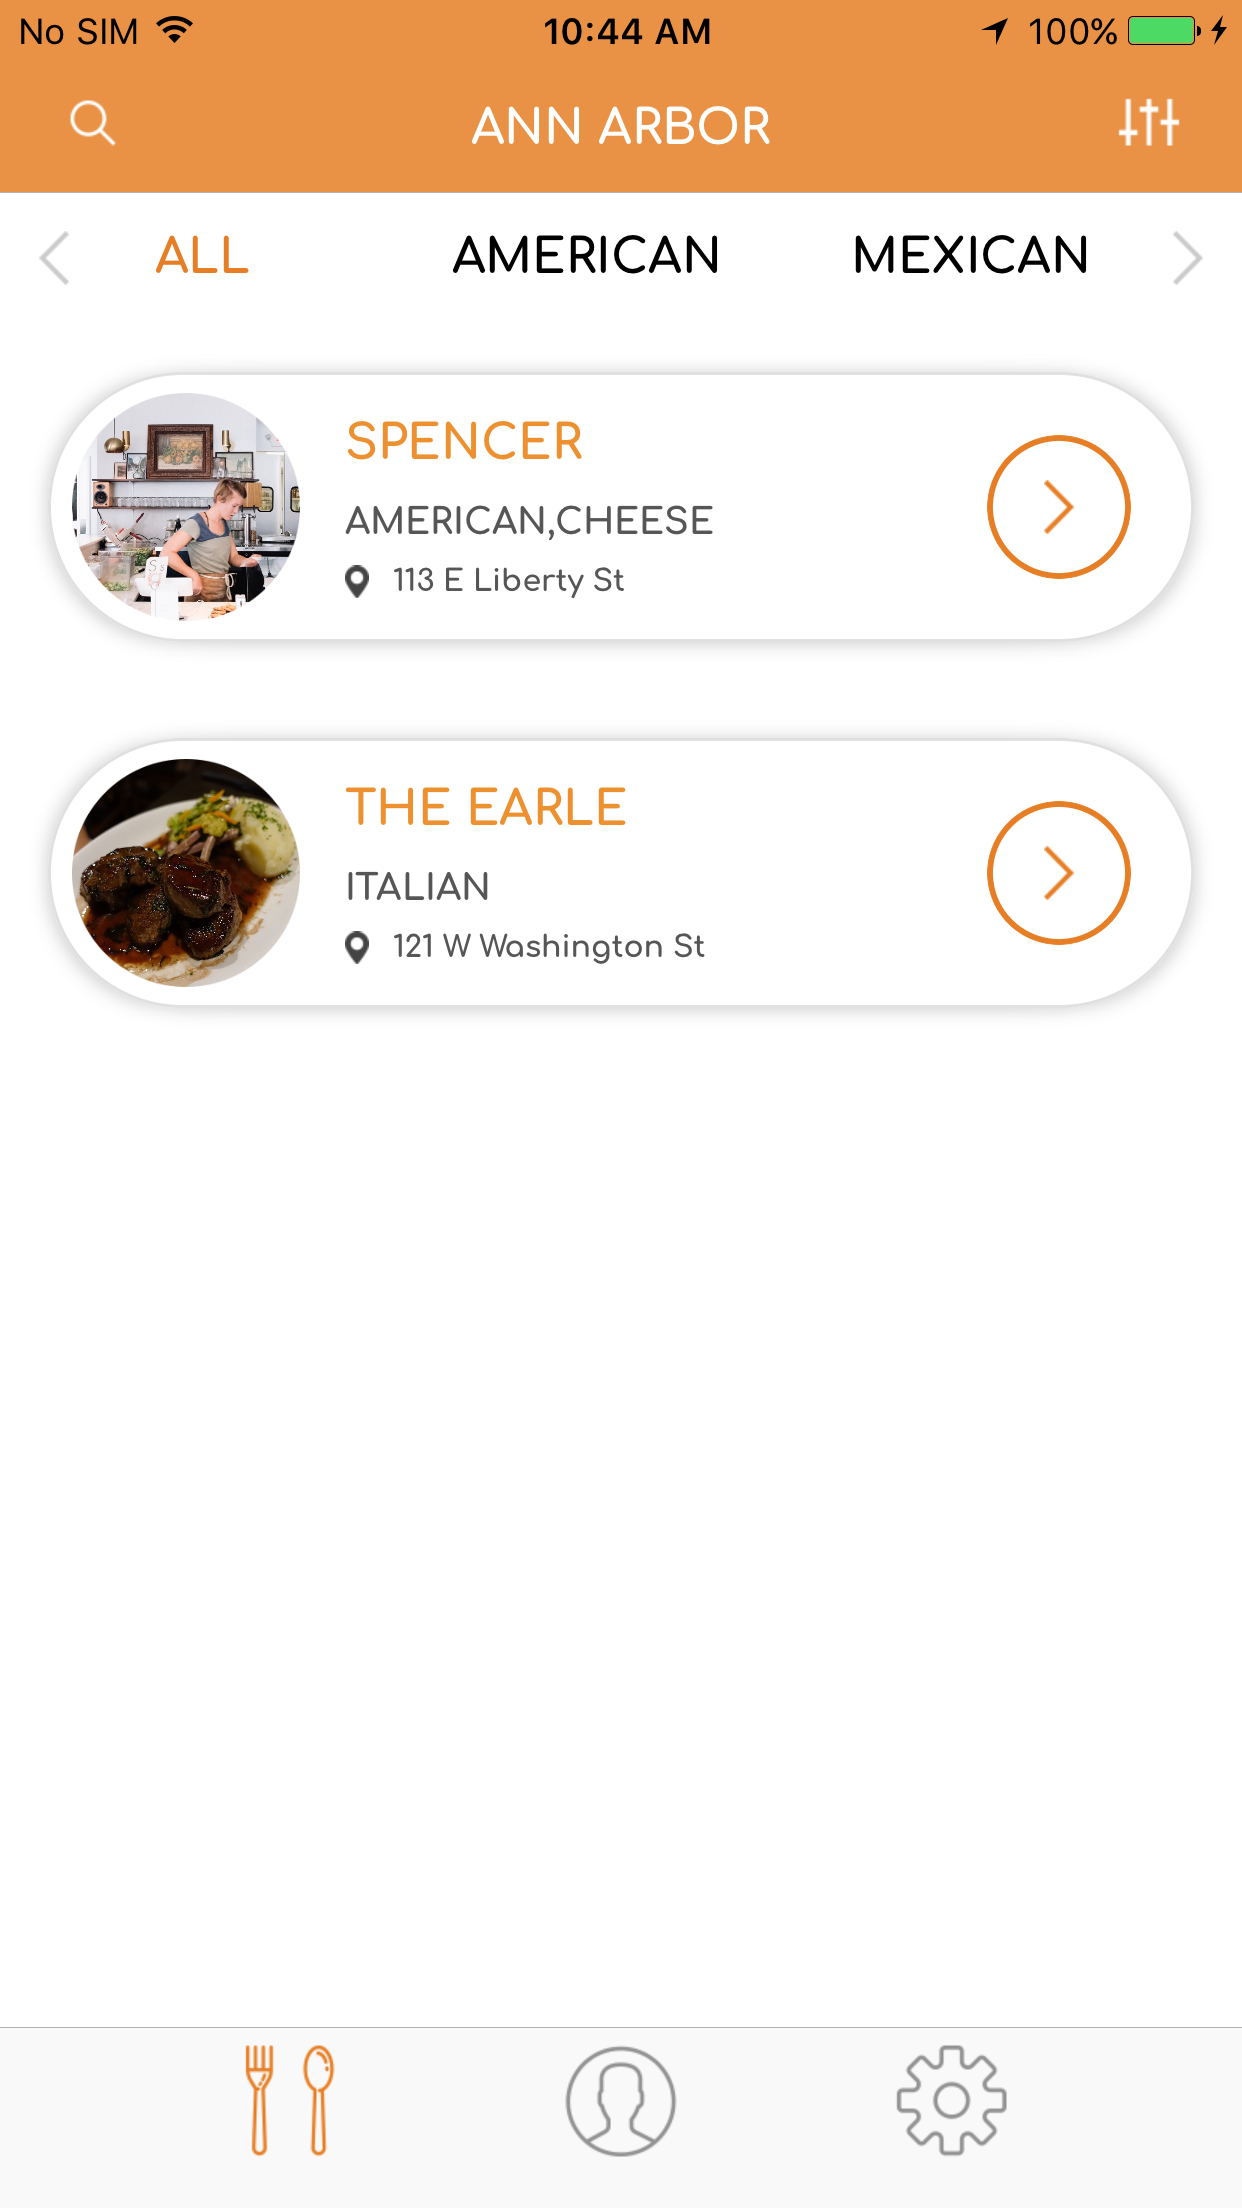 No SIM 10:44 AM 100%
ANN ARBOR
ALL AMERICAN MEXICAN
SPENCER
AMERICAN,CHEESE
113 E Liberty St
THE EARLE
ITALIAN
121 W Washington St